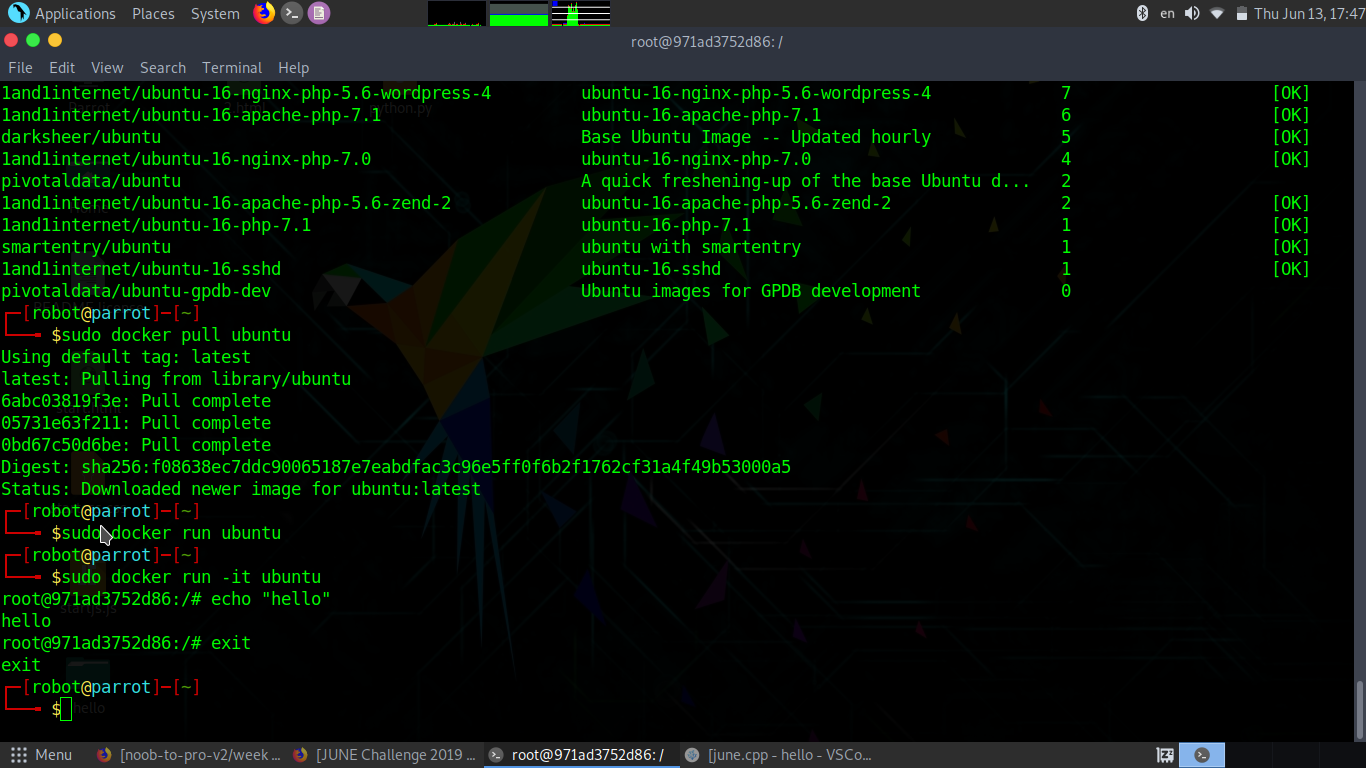 Applications Places System en Thu Jun 13, 17:47
root@971ad3752d86: /
File Edit View Search Terminal Help
1and1internet/ubuntu-16-nginx-php-5.6-wordpress-4 ubuntu-16-nginx-php-5.6-wordpress-4 7 [OK]
1and1internet/ubuntu-16-apache-php-7.1 ubuntu-16-apache-php-7.1 6 [OK]
darksheer/ubuntu Base Ubuntu Image -- Updated hourly 5 [OK]
1and1internet/ubuntu-16-nginx-php-7.0 ubuntu-16-nginx-php-7.0 4 [OK]
pivotaldata/ubuntu A quick freshening-up of the base Ubuntu d... 2
1and1internet/ubuntu-16-apache-php-5.6-zend-2 ubuntu-16-apache-php-5.6-zend-2 2 [OK]
1and1internet/ubuntu-16-php-7.1 ubuntu-16-php-7.1 1 [OK]
smartentry/ubuntu ubuntu with smartentry 1 [OK]
1and1internet/ubuntu-16-sshd ubuntu-16-sshd 1 [OK]
pivotaldata/ubuntu-gpdb-dev Ubuntu images for GPDB development 0
┌─[robot@parrot]─[~]
└──╼ $sudo docker pull ubuntu
Using default tag: latest
latest: Pulling from library/ubuntu
6abc03819f3e: Pull complete
05731e63f211: Pull complete
0bd67c50d6be: Pull complete
Digest: sha256:f08638ec7ddc90065187e7eabdfac3c96e5ff0f6b2f1762cf31a4f49b53000a5
Status: Downloaded newer image for ubuntu:latest
┌─[robot@parrot]─[~]
└──╼ $sudo docker run ubuntu
┌─[robot@parrot]─[~]
└──╼ $sudo docker run -it ubuntu
root@971ad3752d86:/# echo "hello"
hello
root@971ad3752d86:/# exit
exit
┌─[robot@parrot]─[~]
└──╼ $
hello
Menu [noob-to-pro-v2/week ... [JUNE Challenge 2019 ... root@971ad3752d86: / [june.cpp - hello - VSCo...